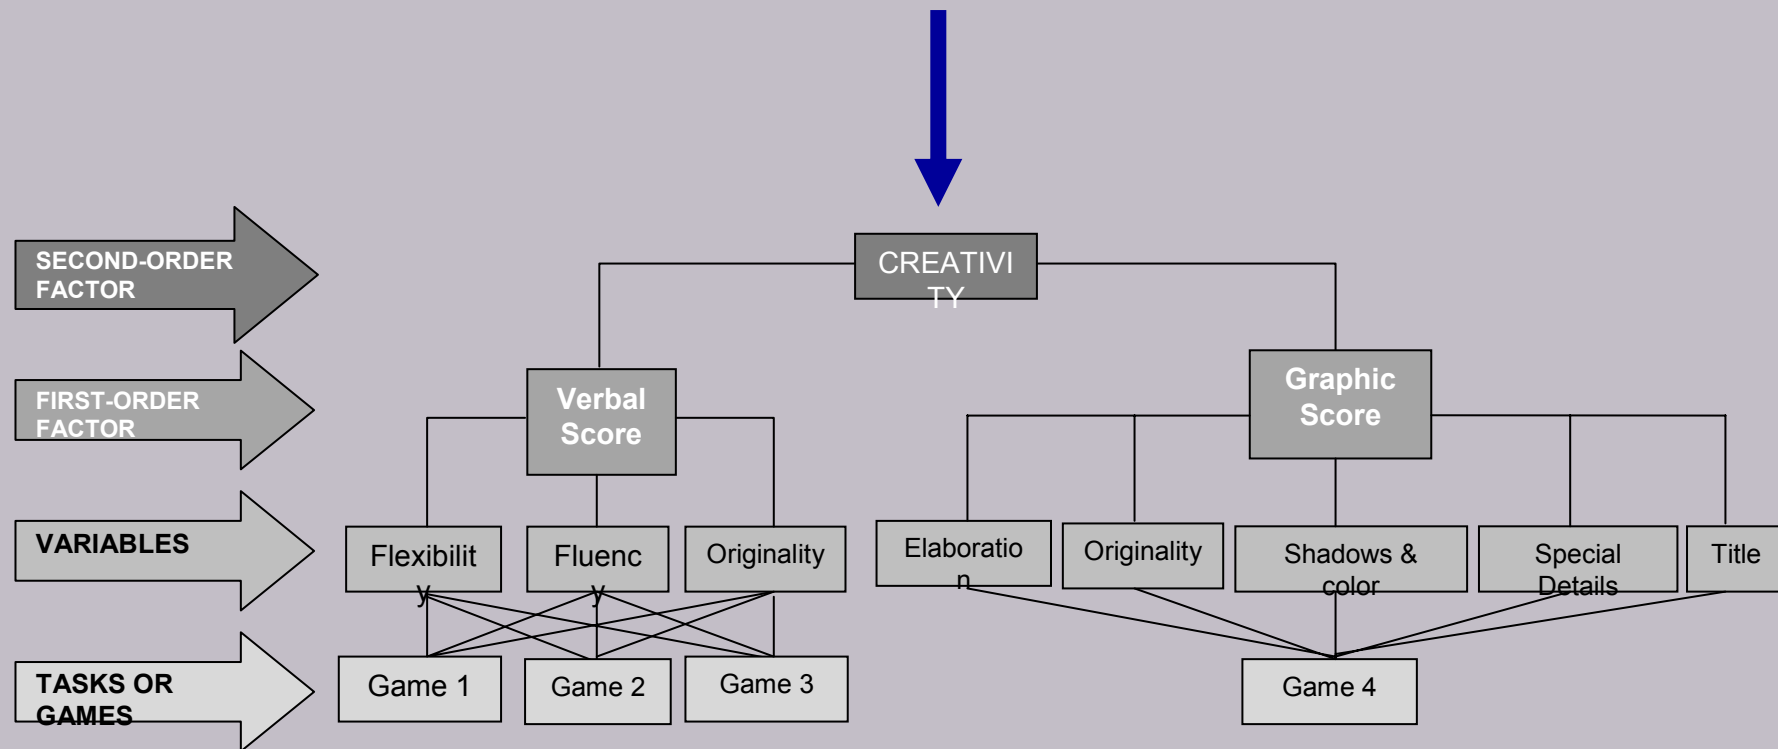 SECOND-ORDER
FACTOR
CREATIVI
TY
FIRST-ORDER
FACTOR
Verbal
Score
Graphic
Score
VARIABLES
Flexibilit
y
Fluenc
y
Originality
Elaboratio
n
Originality
Shadows &
color
Special
Details
Title
TASKS OR
GAMES
Game 1
Game 2
Game 3
Game 4